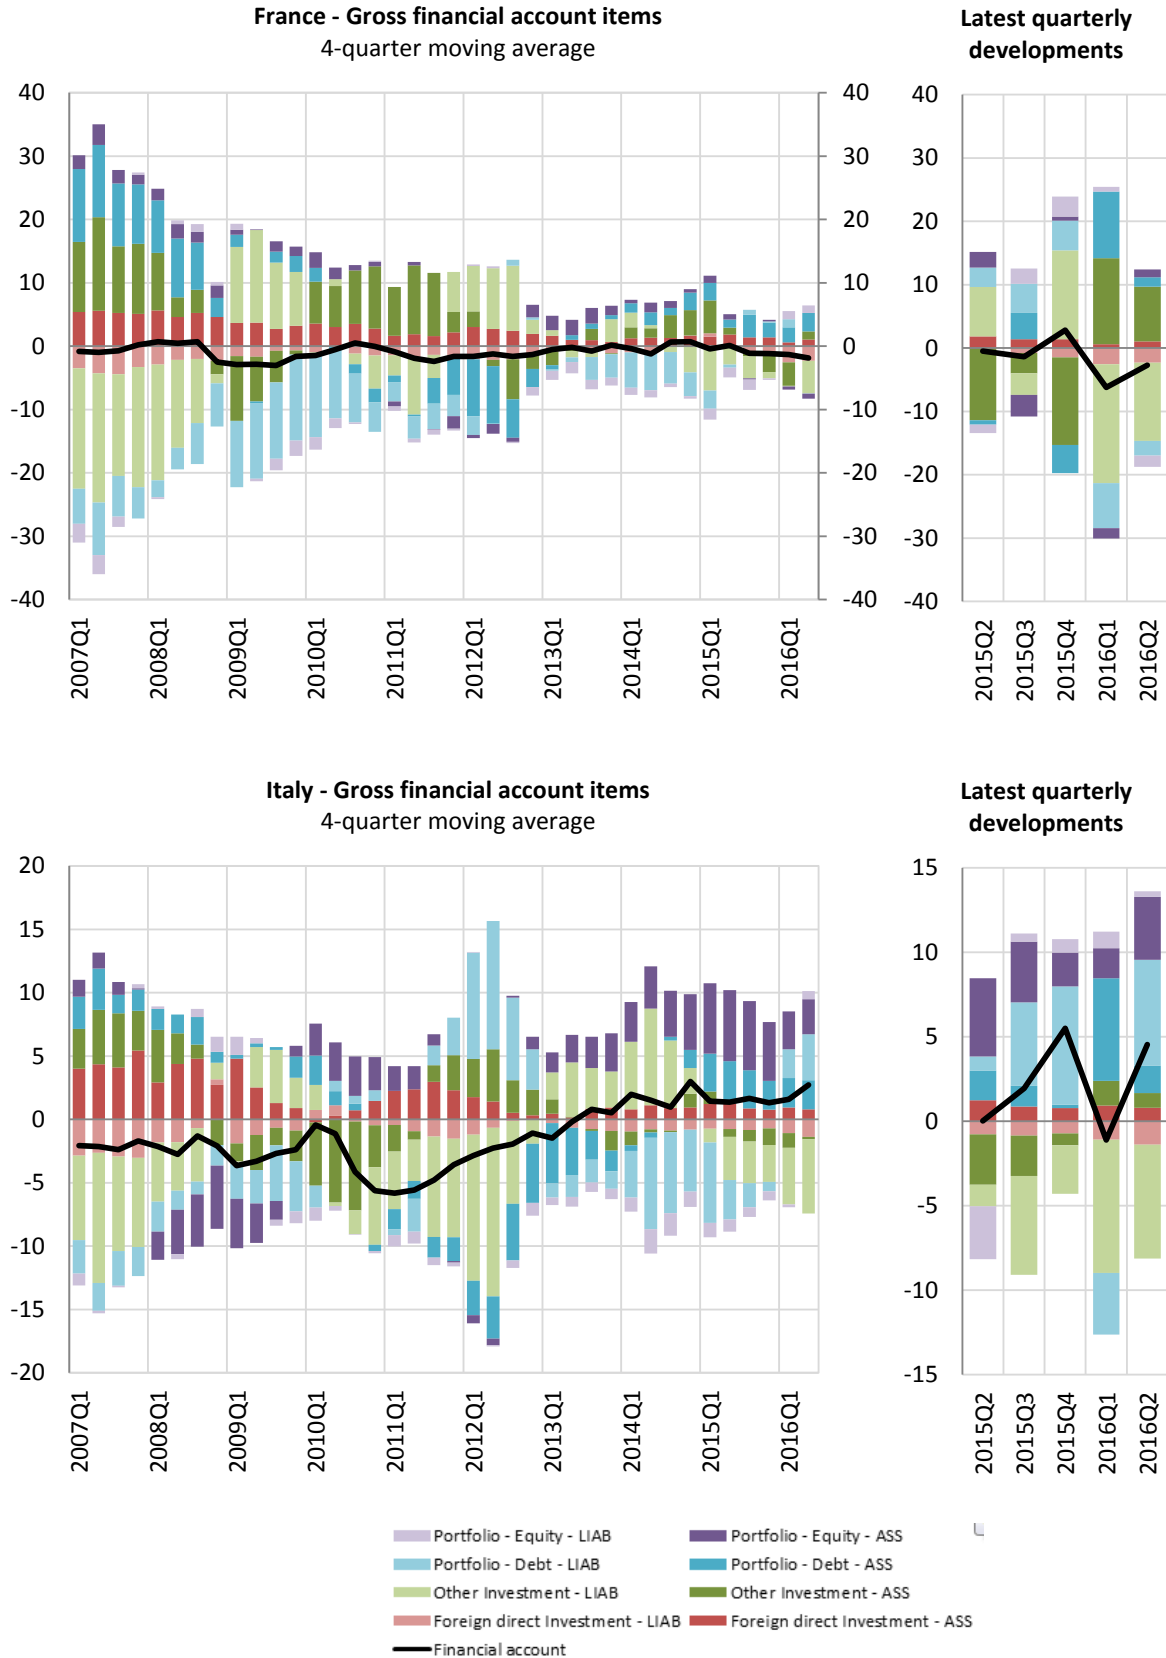 France - Gross financial account items
4-quarter moving average
Latest quarterly
developments
40
30
20
10
0
-10
-20
-30
-40
40
30
20
10
0
-10
-20
-30
-40
2007Q1
2008Q1
2009Q1
2010Q1
2011Q1
2012Q1
2013Q1
2014Q1
2015Q1
2016Q1
40
30
20
10
0
-10
-20
-30
-40
2015Q2
2015Q3
2015Q4
2016Q1
2016Q2
Italy - Gross financial account items
4-quarter moving average
Latest quarterly
developments
20
15
10
5
0
-5
-10
-15
-20
2007Q1
2008Q1
2009Q1
2010Q1
2011Q1
2012Q1
2013Q1
2014Q1
2015Q1
2016Q1
15
10
5
0
-5
-10
-15
2015Q2
2015Q3
2015Q4
2016Q1
2016Q2
Portfolio - Equity - LIAB
Portfolio - Equity - ASS
Portfolio - Debt - LIAB
Portfolio - Debt - ASS
Other Investment - LIAB
Other Investment - ASS
Foreign direct Investment - LIAB
Foreign direct Investment - ASS
Financial account